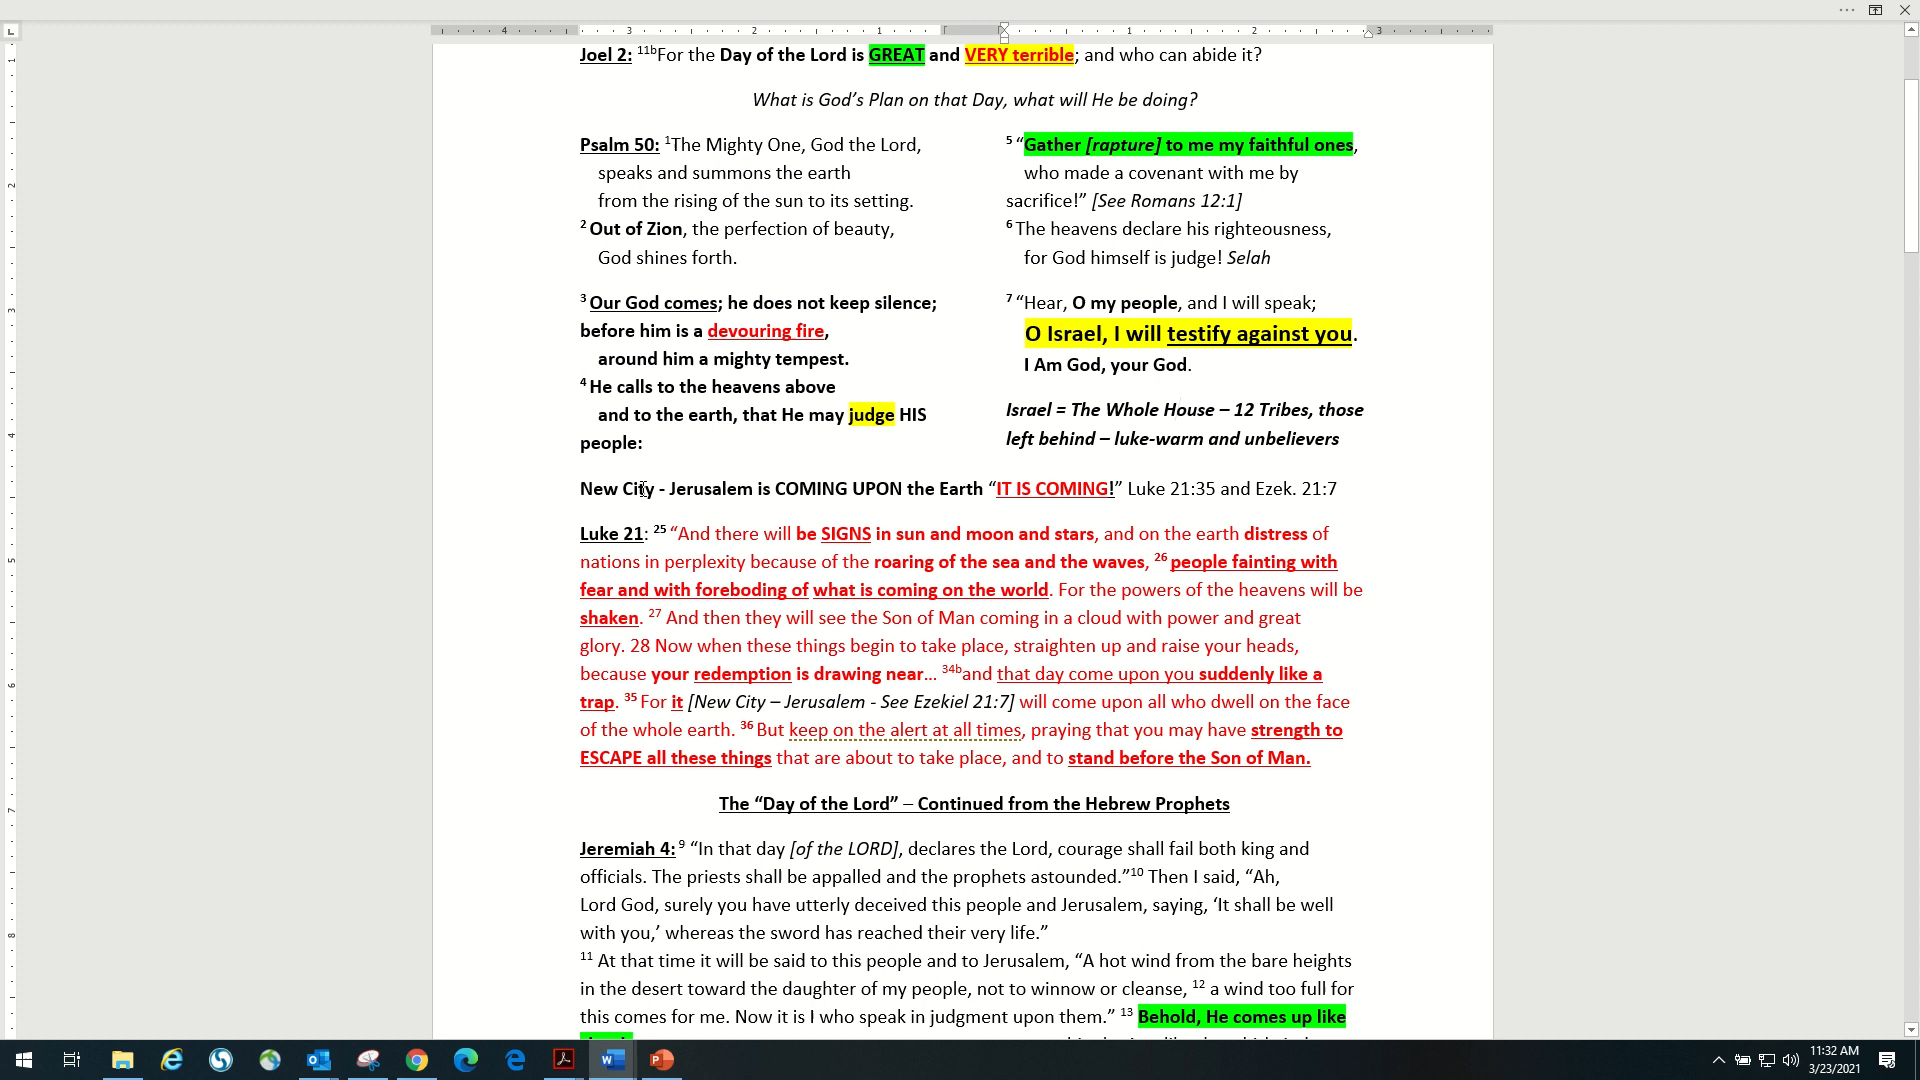 4 3 2 1 1 2 3
Joel 2: 11bFor the Day of the Lord is GREAT and VERY terrible; and who can abide it?
What is God’s Plan on that Day, what will He be doing?
Psalm 50: 1The Mighty One, God the Lord,
speaks and summons the earth
from the rising of the sun to its setting.
2 Out of Zion, the perfection of beauty,
God shines forth.
3 Our God comes; he does not keep silence;
before him is a devouring fire,
around him a mighty tempest.
4 He calls to the heavens above
and to the earth, that He may judge HIS
people:
5 “Gather [rapture] to me my faithful ones,
who made a covenant with me by
sacrifice!” [See Romans 12:1]
6 The heavens declare his righteousness,
for God himself is judge! Selah
7 “Hear, O my people, and I will speak;
O Israel, I will testify against you.
I Am God, your God.
Israel = The Whole House – 12 Tribes, those
left behind – luke-warm and unbelievers
New City - Jerusalem is COMING UPON the Earth “IT IS COMING!” Luke 21:35 and Ezek. 21:7
Luke 21: 25 “And there will be SIGNS in sun and moon and stars, and on the earth distress of
nations in perplexity because of the roaring of the sea and the waves, 26 people fainting with
fear and with foreboding of what is coming on the world. For the powers of the heavens will be
shaken. 27 And then they will see the Son of Man coming in a cloud with power and great
glory. 28 Now when these things begin to take place, straighten up and raise your heads,
because your redemption is drawing near… 34band that day come upon you suddenly like a
trap. 35 For it [New City – Jerusalem - See Ezekiel 21:7] will come upon all who dwell on the face
of the whole earth. 36 But keep on the alert at all times, praying that you may have strength to
ESCAPE all these things that are about to take place, and to stand before the Son of Man.
The “Day of the Lord” – Continued from the Hebrew Prophets
Jeremiah 4: 9 “In that day [of the LORD], declares the Lord, courage shall fail both king and
officials. The priests shall be appalled and the prophets astounded.”10 Then I said, “Ah,
Lord God, surely you have utterly deceived this people and Jerusalem, saying, ‘It shall be well
with you,’ whereas the sword has reached their very life.”
11 At that time it will be said to this people and to Jerusalem, “A hot wind from the bare heights
in the desert toward the daughter of my people, not to winnow or cleanse, 12 a wind too full for
this comes for me. Now it is I who speak in judgment upon them.” 13 Behold, He comes up like
11:32 AM
3/23/2021